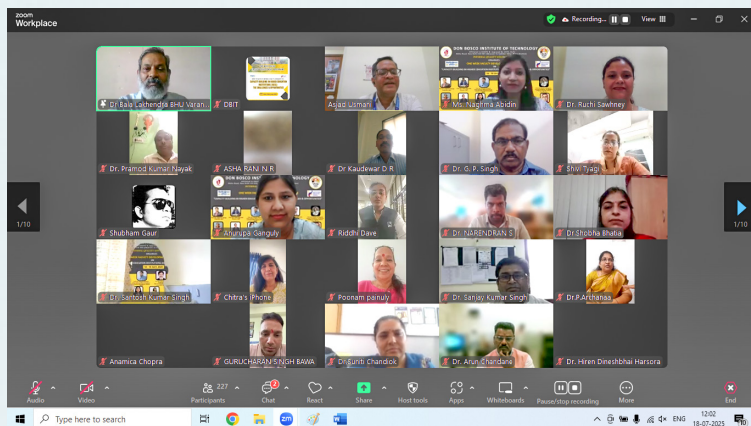 zoom
Workplace
Recording...
View
Dr Bala Lakhendra BHU Varan...
DBIT
Asjad Usmani
DON BOSCO INSTITUTE OF TECHNOLOGY
Ms. Naghma Abidin
Dr. Ruchi Sawhney
Dr. Pramod Kumar Nayak
ASHA RANI N R
Dr Kaudewar D R
Dr. G. P. Singh
Shivi Tyagi
1/10
1/10
Shubham Gaur
DON BOSCO INSTITUTE OF TECHNOLOGY
Anurupa Ganguly
Riddhi Dave
Dr. NARENDRAN S
Dr.Shobha Bhatia
Dr. Santosh Kumar Singh
Chitra's iPhone
Poonam painuly
Dr. Sanjay Kumar Singh
Dr.P.Archanaa
Anamica Chopra
GURUCHARAN SINGH BAWA
Dr.Suniti Chandiok
Dr. Arun Chandane
Dr. Hiren Dineshbhai Harsora
Audio
Video
227
Participants
2
Chat
React
Share
Host tools
Apps
Whiteboards
Pause/stop recording
More
End
Type here to search
zm
ENG
12:02
18-07-2025